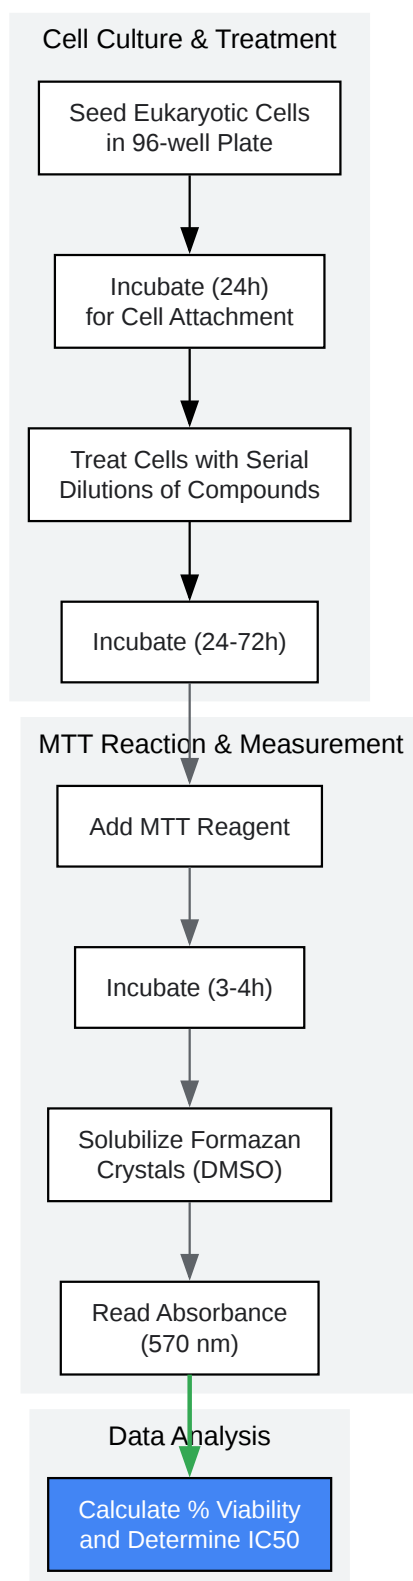 Cell Culture & Treatment
Seed Eukaryotic Cells
in 96-well Plate
Incubate (24h)
for Cell Attachment
Treat Cells with Serial
Dilutions of Compounds
Incubate (24-72h)
MTT Reaction & Measurement
Add MTT Reagent
Incubate (3-4h)
Solubilize Formazan
Crystals (DMSO)
Read Absorbance
(570 nm)
Data Analysis
Calculate % Viability
and Determine IC50